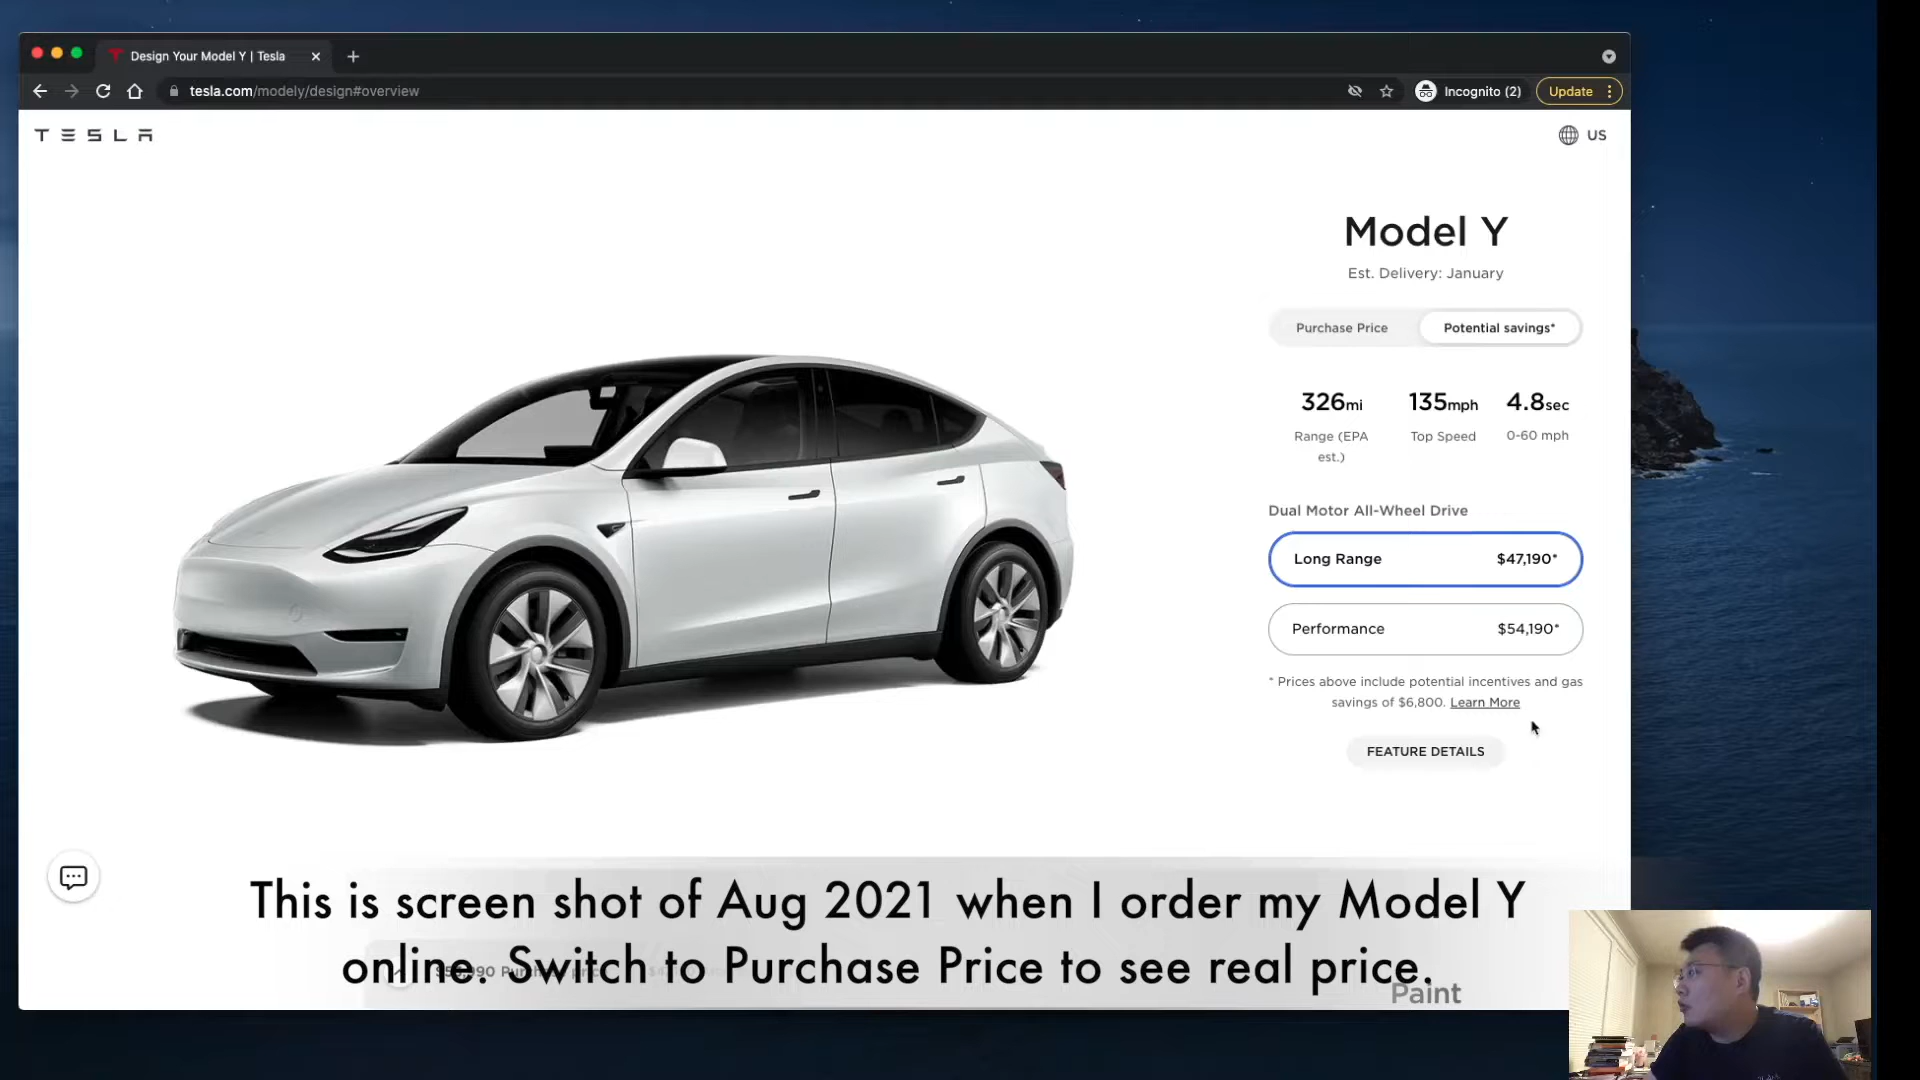 Design Your Model Y | Tesla
tesla.com/modely/design#overview
Incognito (2)
Update
TESLA
US
Model Y
Est. Delivery: January
Purchase Price
Potential savings*
326mi
135mph
4.8sec
Range (EPA est.)
Top Speed
0-60 mph
Dual Motor All-Wheel Drive
Long Range
$47,190*
Performance
$54,190*
* Prices above include potential incentives and gas
savings of $6,800. Learn More
FEATURE DETAILS
This is screen shot of Aug 2021 when I order my Model Y
online. Switch to Purchase Price to see real price.
Paint